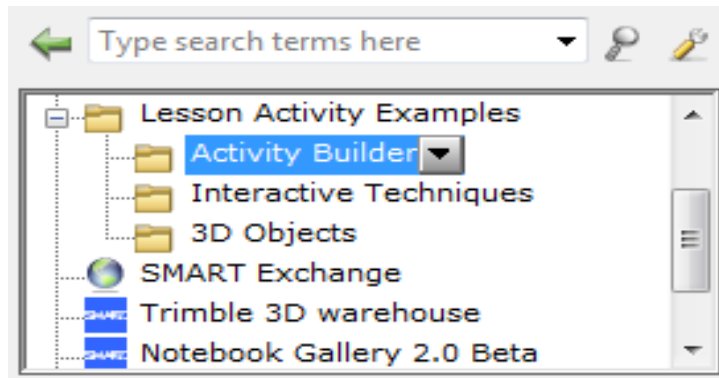 Type search terms here
Lesson Activity Examples
Activity Builder
Interactive Techniques
3D Objects
SMART Exchange
Trimble 3D warehouse
Notebook Gallery 2.0 Beta